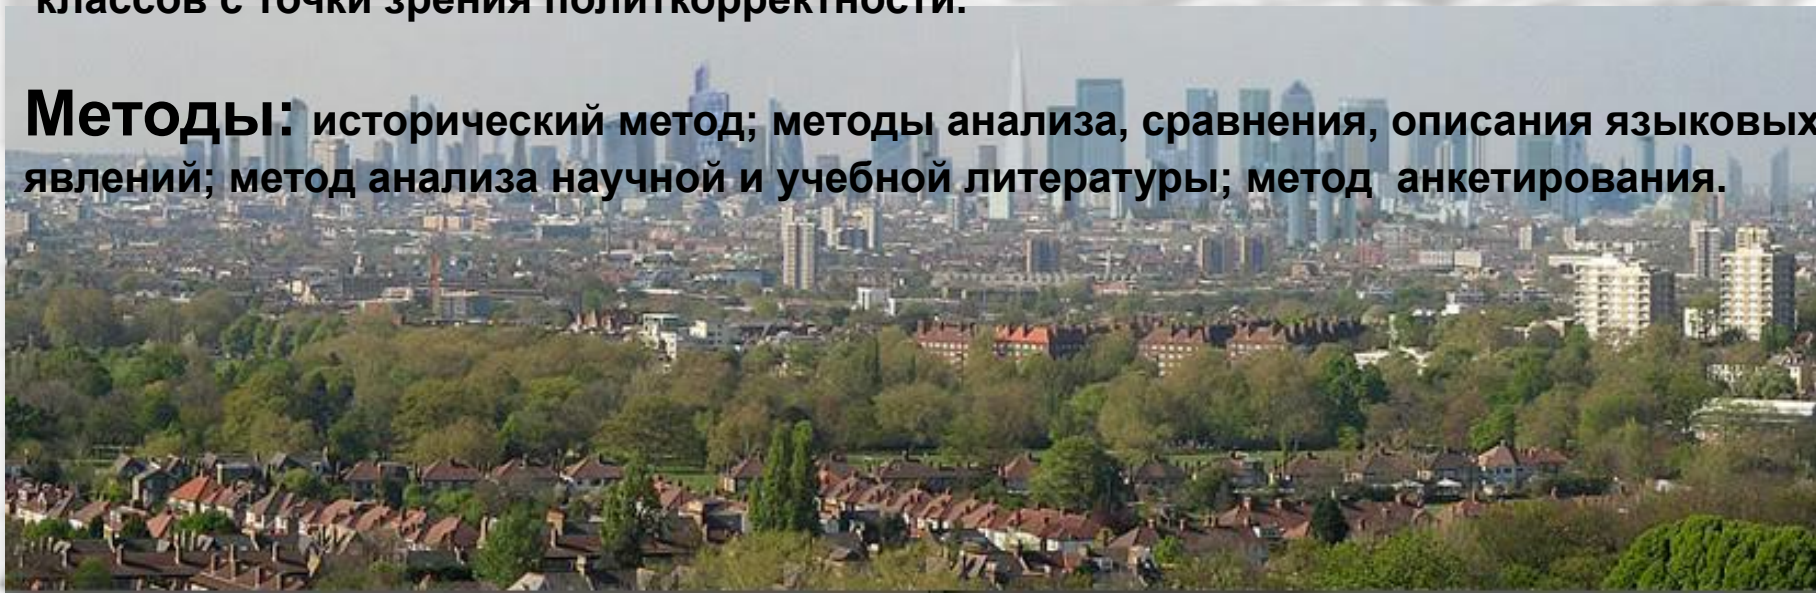 классов с точки зрения политкорректности.
Методы: исторический метод; методы анализа, сравнения, описания языковых
явлений; метод анализа научной и учебной литературы; метод анкетирования.